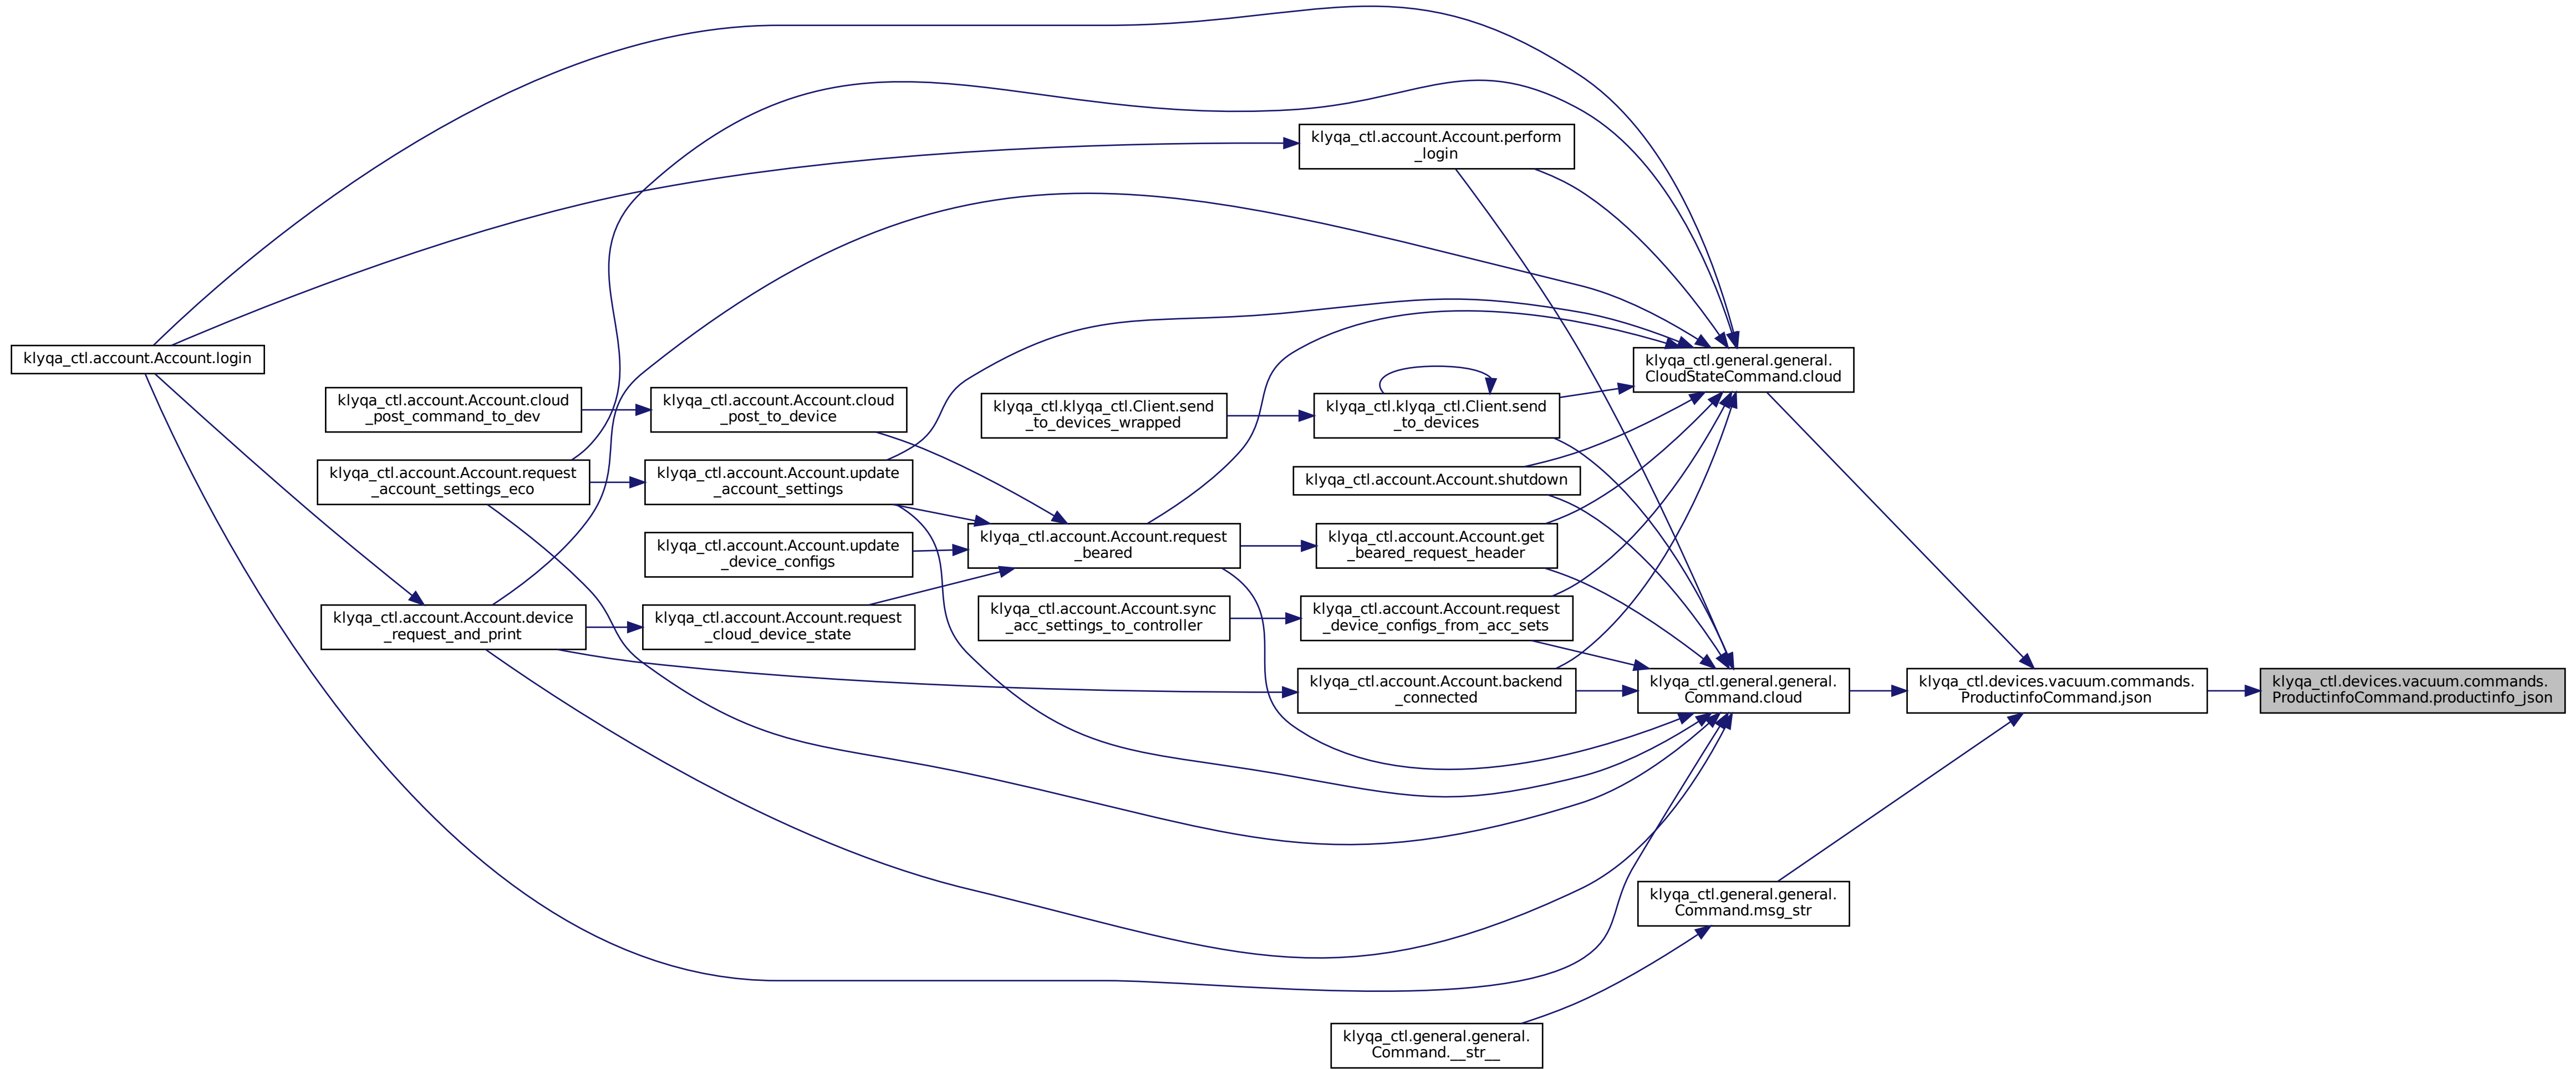 klyqa_ctl.account.Account.perform
_login
klyqa_ctl.account.Account.login
klyqa_ctl.general.general.
CloudStateCommand.cloud
klyqa_ctl.account.Account.cloud
_post_command_to_dev
klyqa_ctl.account.Account.cloud
_post_to_device
klyqa_ctl.klyqa_ctl.Client.send
_to_devices_wrapped
klyqa_ctl.klyqa_ctl.Client.send
_to_devices
klyqa_ctl.account.Account.request
_account_settings_eco
klyqa_ctl.account.Account.update
_account_settings
klyqa_ctl.account.Account.shutdown
klyqa_ctl.account.Account.update
_device_configs
klyqa_ctl.account.Account.request
_beared
klyqa_ctl.account.Account.get
_beared_request_header
klyqa_ctl.account.Account.device
_request_and_print
klyqa_ctl.account.Account.request
_cloud_device_state
klyqa_ctl.account.Account.sync
_acc_settings_to_controller
klyqa_ctl.account.Account.request
_device_configs_from_acc_sets
klyqa_ctl.account.Account.backend
_connected
klyqa_ctl.general.general.
Command.cloud
klyqa_ctl.devices.vacuum.commands.
ProductinfoCommand.json
klyqa_ctl.devices.vacuum.commands.
ProductinfoCommand.productinfo_json
klyqa_ctl.general.general.
Command.msg_str
klyqa_ctl.general.general.
Command.__str__